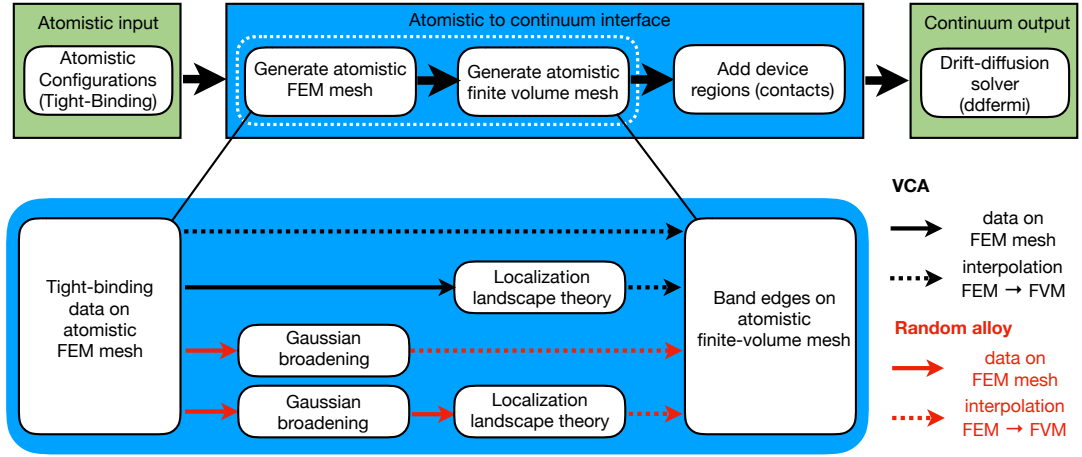 Atomistic input
Atomistic
Configurations
(Tight-Binding)
Atomistic to continuum interface
Generate atomistic
FEM mesh
Generate atomistic
finite volume mesh
Add device
regions (contacts)
Continuum output
Drift-diffusion
solver
(ddfermi)
Tight-binding
data on
atomistic
FEM mesh
Localization
landscape theory
Gaussian
broadening
Gaussian
broadening
Localization
landscape theory
Band edges on
atomistic
finite-volume mesh
VCA
data on
FEM mesh
interpolation
FEM → FVM
Random alloy
data on
FEM mesh
interpolation
FEM → FVM